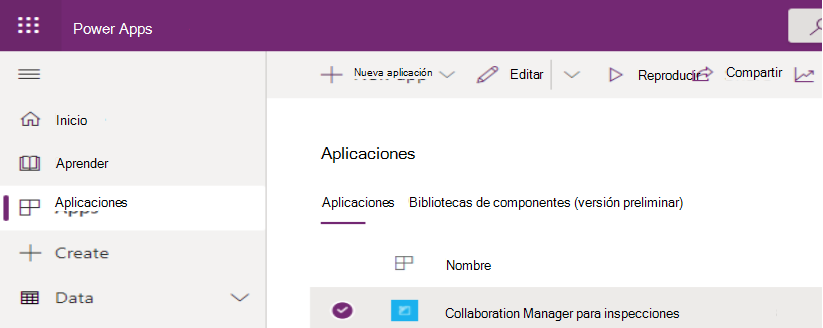 Power Apps
Nueva aplicación
Editar
Reproducir
Compartir
Inicio
Aprender
Aplicaciones
Create
Data
Aplicaciones
Aplicaciones
Bibliotecas de componentes (versión preliminar)
Nombre
Collaboration Manager para inspecciones